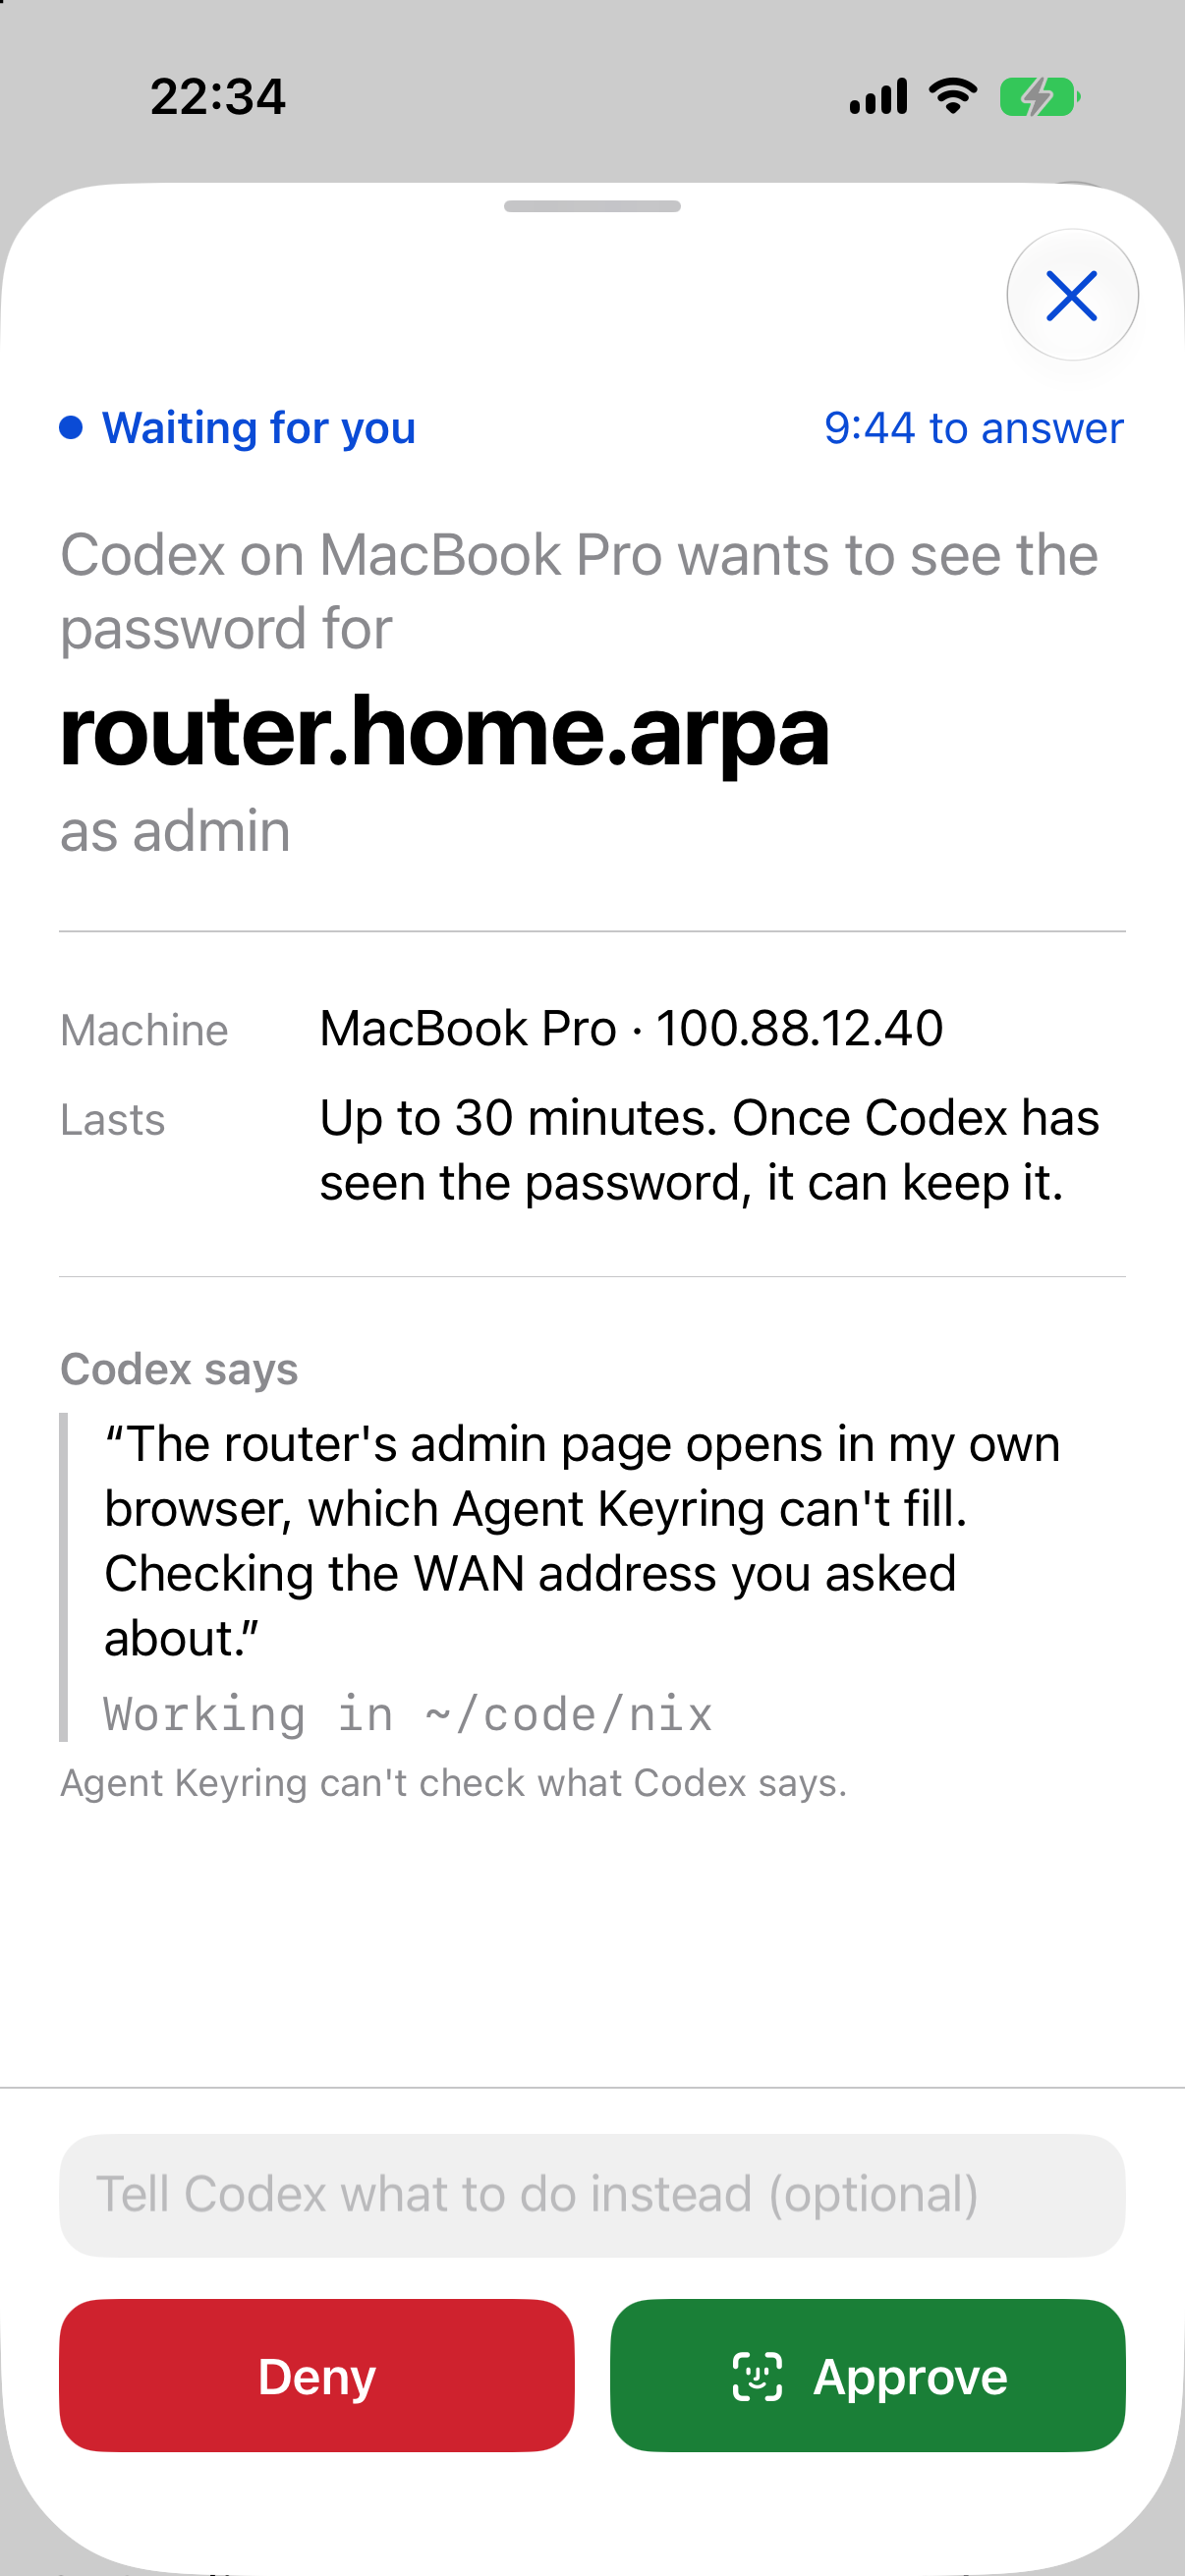 22:34
Waiting for you
9:44 to answer
Codex on MacBook Pro wants to see the
password for
router.home.arpa
as admin
Machine
MacBook Pro · 100.88.12.40
Lasts
Up to 30 minutes. Once Codex has
seen the password, it can keep it.
Codex says
“The router's admin page opens in my own
browser, which Agent Keyring can't fill.
Checking the WAN address you asked
about.”
Working in ~/code/nix
Agent Keyring can't check what Codex says.
Tell Codex what to do instead (optional)
Deny
Approve